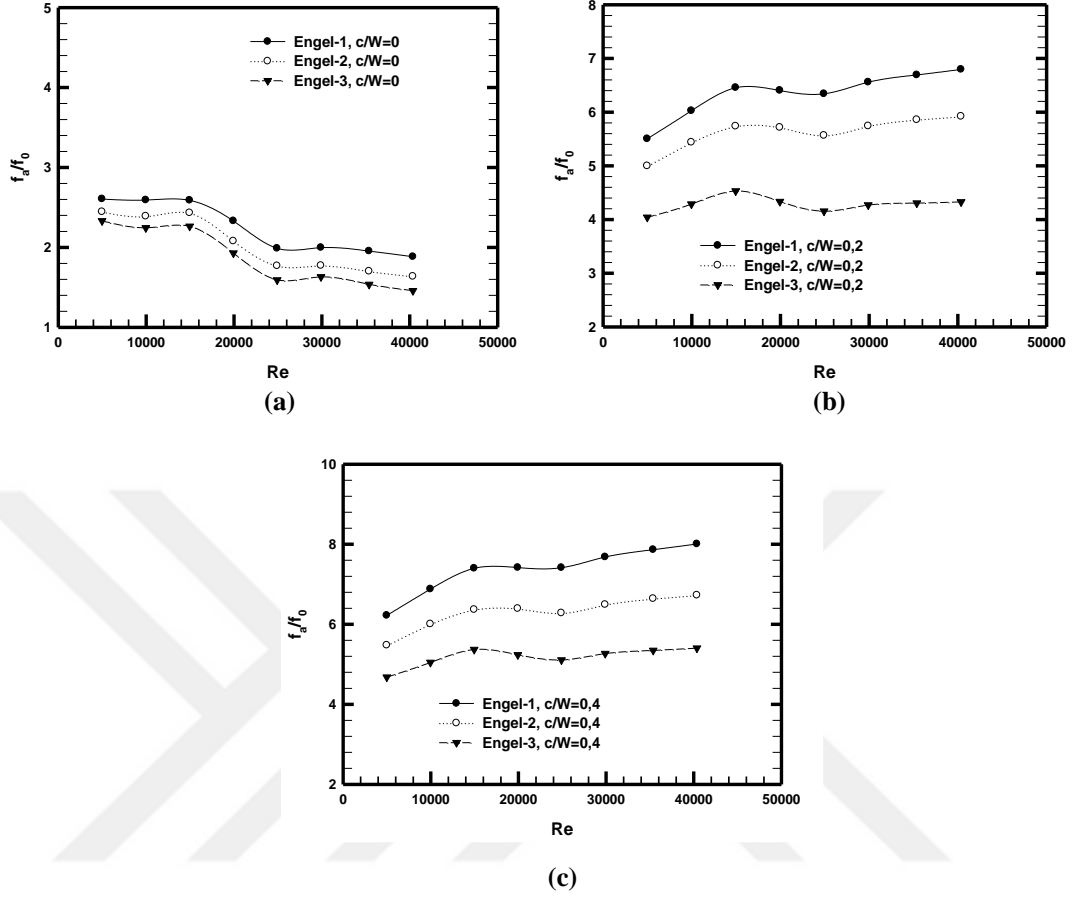 5
4
3
2
1
f_a/f_0
Engel-1, c/W=0
Engel-2, c/W=0
Engel-3, c/W=0
0 10000 20000 30000 40000 50000
Re
(a)
8
7
6
5
4
3
2
f_a/f_0
Engel-1, c/W=0,2
Engel-2, c/W=0,2
Engel-3, c/W=0,2
0 10000 20000 30000 40000 50000
Re
(b)
10
8
6
4
2
f_a/f_0
Engel-1, c/W=0,4
Engel-2, c/W=0,4
Engel-3, c/W=0,4
0 10000 20000 30000 40000 50000
Re
(c)